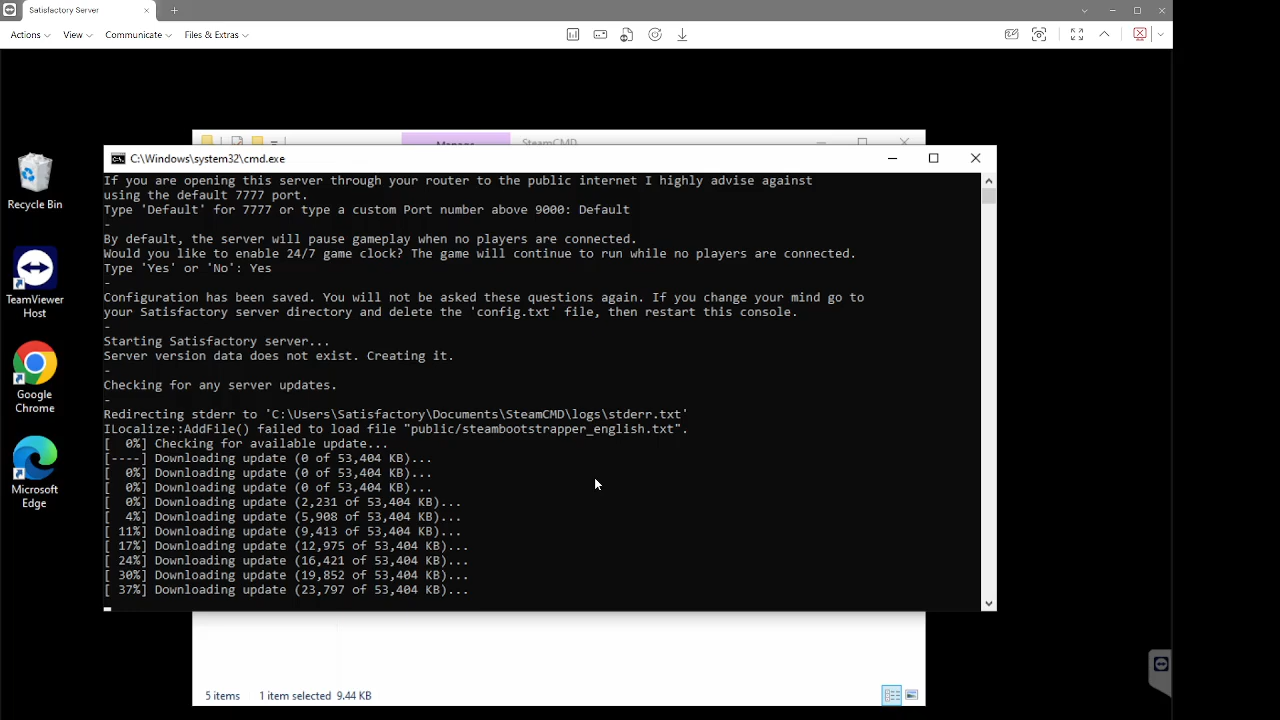 Satisfactory Server
Actions
View
Communicate
Files & Extras
Recycle Bin
TeamViewer
Host
Google
Chrome
Microsoft
Edge
Manage
SteamCMD
C:\Windows\system32\cmd.exe
If you are opening this server through your router to the public internet I highly advise against
using the default 7777 port.
Type 'Default' for 7777 or type a custom Port number above 9000: Default
-
By default, the server will pause gameplay when no players are connected.
Would you like to enable 24/7 game clock? The game will continue to run while no players are connected.
Type 'Yes' or 'No': Yes
-
Configuration has been saved. You will not be asked these questions again. If you change your mind go to
your Satisfactory server directory and delete the 'config.txt' file, then restart this console.
-
Starting Satisfactory server...
Server version data does not exist. Creating it.
-
Checking for any server updates.
-
Redirecting stderr to 'C:\Users\Satisfactory\Documents\SteamCMD\logs\stderr.txt'
ILocalize::AddFile() failed to load file "public/steambootstrapper_english.txt".
[  0%] Checking for available update...
[----] Downloading update (0 of 53,404 KB)...
[  0%] Downloading update (0 of 53,404 KB)...
[  0%] Downloading update (0 of 53,404 KB)...
[  0%] Downloading update (2,231 of 53,404 KB)...
[  4%] Downloading update (5,908 of 53,404 KB)...
[ 11%] Downloading update (9,413 of 53,404 KB)...
[ 17%] Downloading update (12,975 of 53,404 KB)...
[ 24%] Downloading update (16,421 of 53,404 KB)...
[ 30%] Downloading update (19,852 of 53,404 KB)...
[ 37%] Downloading update (23,797 of 53,404 KB)...
5 items 1 item selected 9.44 KB